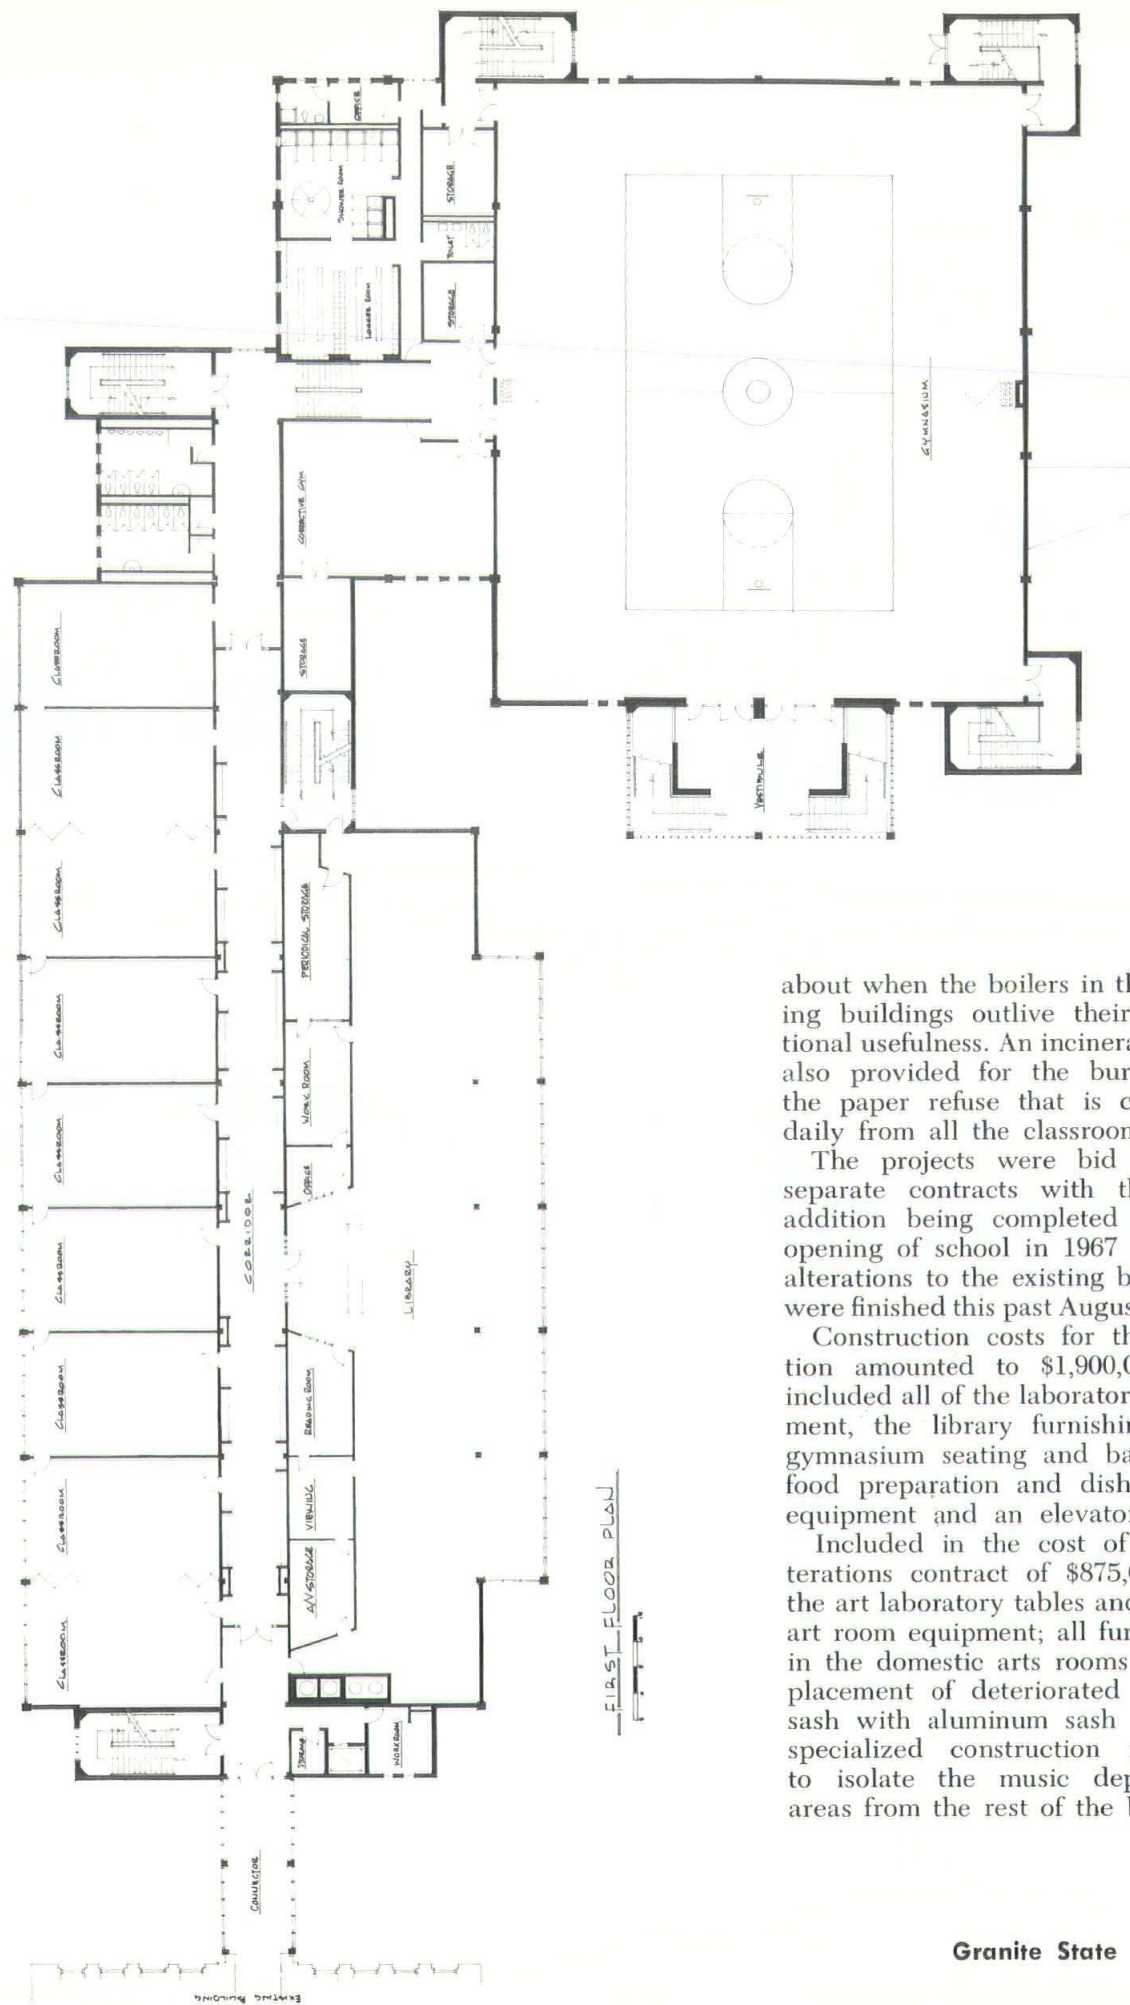 OFFICE
SHOWER ROOM
STORAGE
TOILET
LOCKER ROOM
STORAGE
GYMNASIUM
CORRECTIVE GYM
STORAGE
VESTIBULE
CLASSROOM
CLASSROOM
CLASSROOM
CLASSROOM
CLASSROOM
CLASSROOM
CLASSROOM
CLASSROOM
CLASSROOM
CORRIDOR
PERIODICAL STORAGE
WORK ROOM
OFFICE
LIBRARY
READING ROOM
VIEWING
A/V STORAGE
STORAGE
WORKROOM
CONNECTOR
EXISTING BUILDING
FIRST FLOOR PLAN
about when the boilers in th
ing buildings outlive their
tional usefulness. An incinera
also provided for the bur
the paper refuse that is c
daily from all the classroon
The projects were bid
separate contracts with th
addition being completed
opening of school in 1967
alterations to the existing b
were finished this past Augus
Construction costs for th
tion amounted to $1,900,0
included all of the laborator
ment, the library furnishin
gymnasium seating and ba
food preparation and dish
equipment and an elevator
Included in the cost of
terations contract of $875,0
the art laboratory tables and
art room equipment; all fur
in the domestic arts rooms
placement of deteriorated
sash with aluminum sash
specialized construction
to isolate the music dep
areas from the rest of the b
Granite State